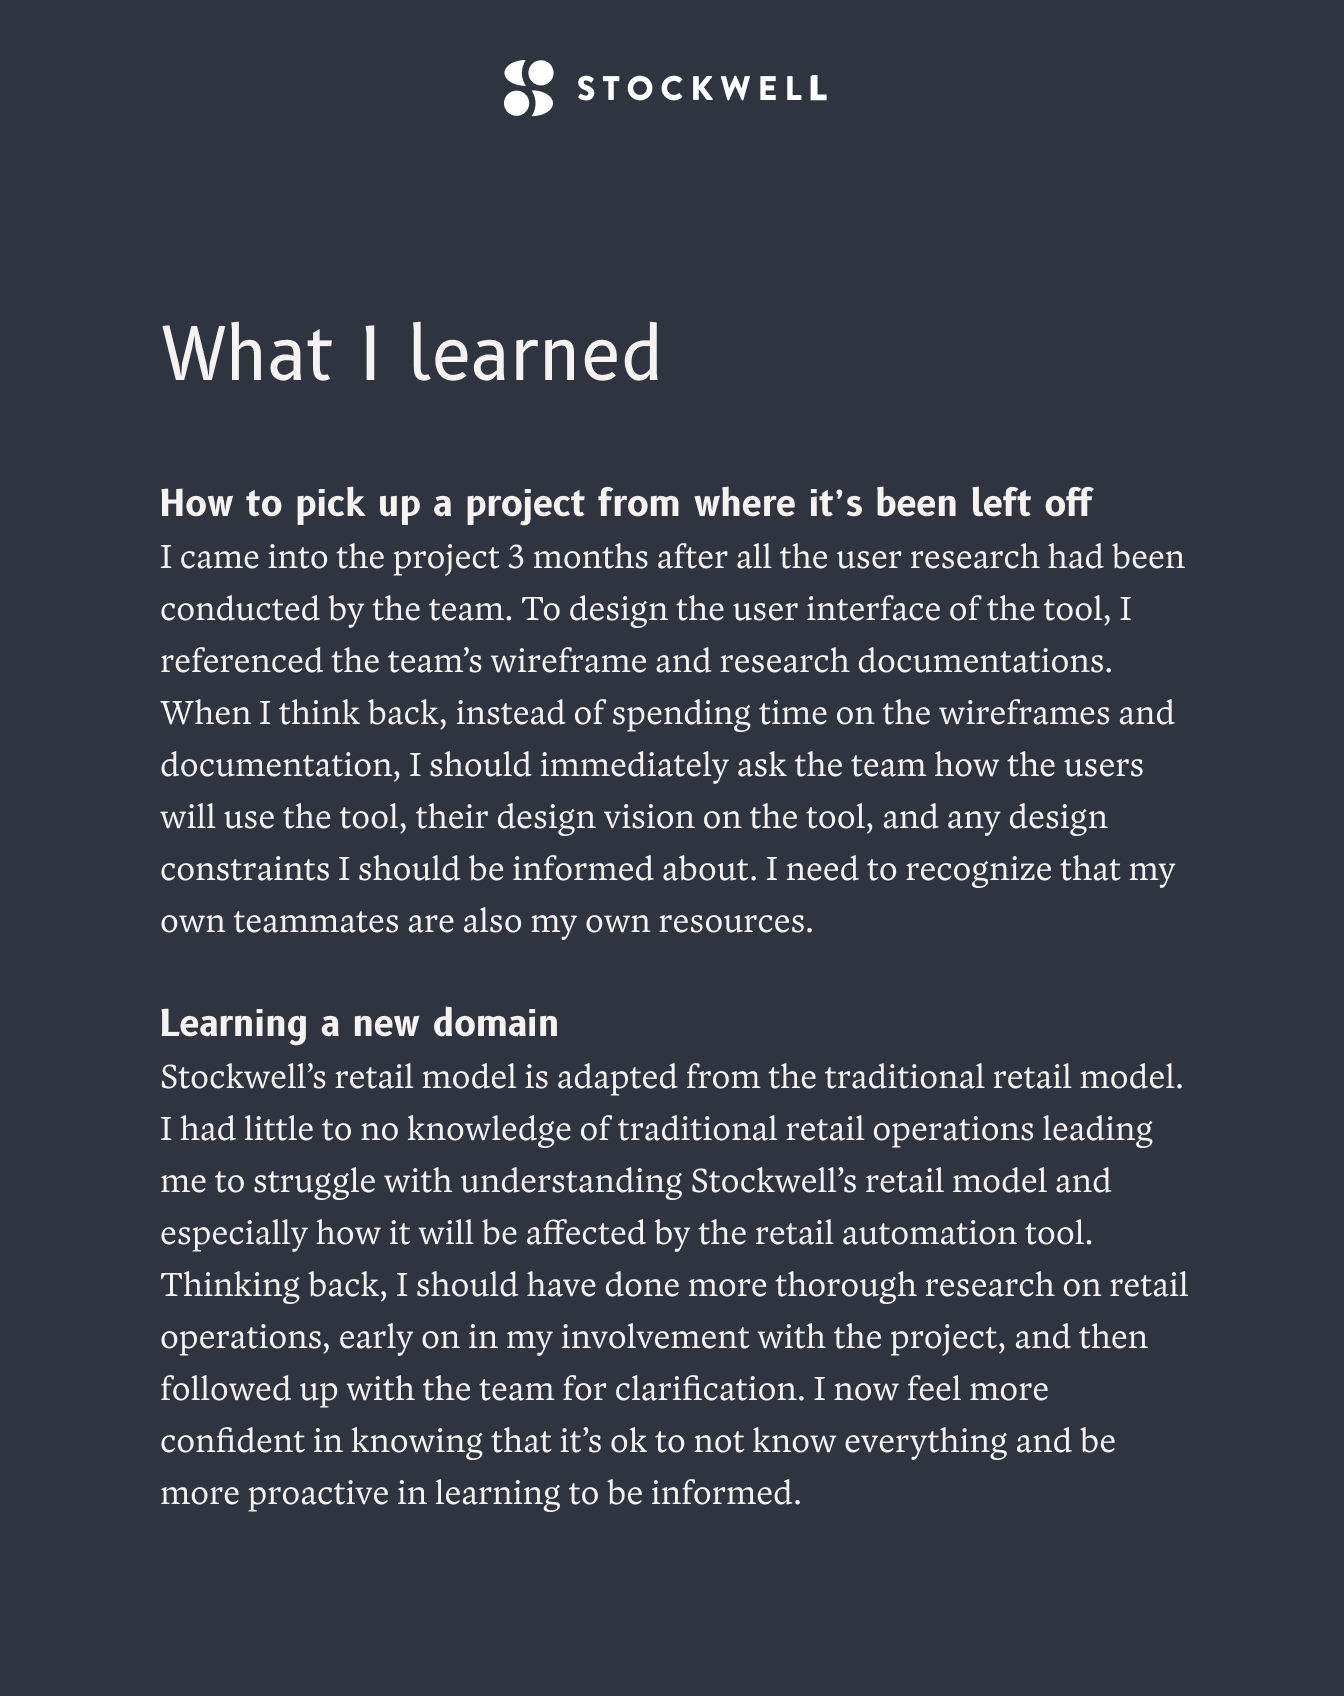 STOCKWELL
What I learned
How to pick up a project from where it’s been left off
I came into the project 3 months after all the user research had been
conducted by the team. To design the user interface of the tool, I
referenced the team’s wireframe and research documentations.
When I think back, instead of spending time on the wireframes and
documentation, I should immediately ask the team how the users
will use the tool, their design vision on the tool, and any design
constraints I should be informed about. I need to recognize that my
own teammates are also my own resources.
Learning a new domain
Stockwell’s retail model is adapted from the traditional retail model.
I had little to no knowledge of traditional retail operations leading
me to struggle with understanding Stockwell’s retail model and
especially how it will be affected by the retail automation tool.
Thinking back, I should have done more thorough research on retail
operations, early on in my involvement with the project, and then
followed up with the team for clarification. I now feel more
confident in knowing that it’s ok to not know everything and be
more proactive in learning to be informed.